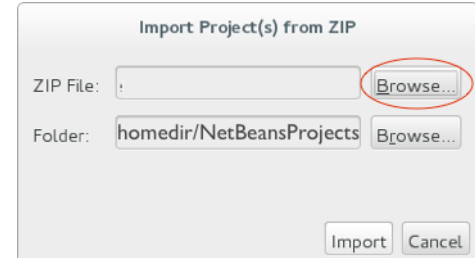 Import Project(s) from ZIP
ZIP File: Browse...
Folder: homedir/NetBeansProjects Browse...
Import Cancel